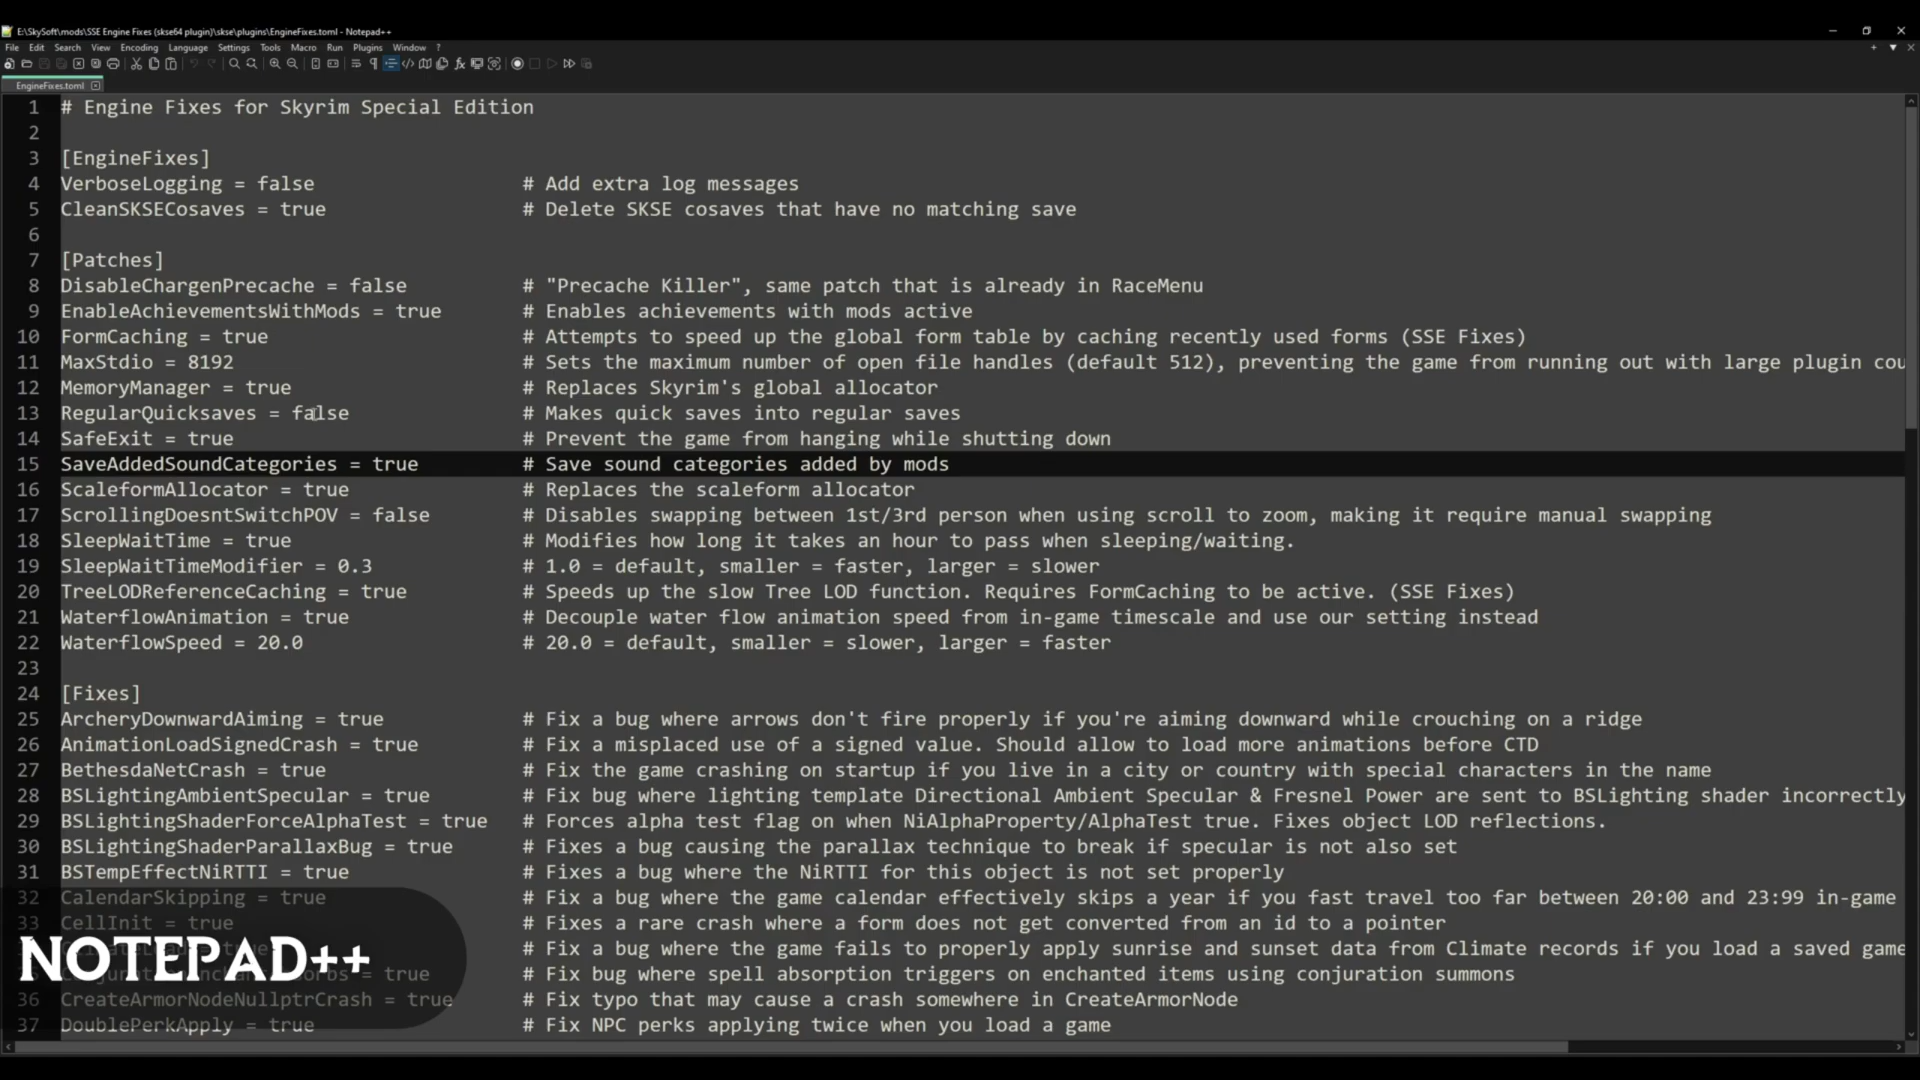 E:\SkySoft\mods\SSE Engine Fixes (skse64 plugin)\skse\plugins\EngineFixes.toml - Notepad++
File Edit Search View Encoding Language Settings Tools Macro Run Plugins Window ?
EngineFixes.toml
1 # Engine Fixes for Skyrim Special Edition
2
3 [EngineFixes]
4 VerboseLogging = false # Add extra log messages
5 CleanSKSECosaves = true # Delete SKSE cosaves that have no matching save
6
7 [Patches]
8 DisableChargenPrecache = false # "Precache Killer", same patch that is already in RaceMenu
9 EnableAchievementsWithMods = true # Enables achievements with mods active
10 FormCaching = true # Attempts to speed up the global form table by caching recently used forms (SSE Fixes)
11 MaxStdio = 8192 # Sets the maximum number of open file handles (default 512), preventing the game from running out with large plugin cou
12 MemoryManager = true # Replaces Skyrim's global allocator
13 RegularQuicksaves = false # Makes quick saves into regular saves
14 SafeExit = true # Prevent the game from hanging while shutting down
15 SaveAddedSoundCategories = true # Save sound categories added by mods
16 ScaleformAllocator = true # Replaces the scaleform allocator
17 ScrollingDoesntSwitchPOV = false # Disables swapping between 1st/3rd person when using scroll to zoom, making it require manual swapping
18 SleepWaitTime = true # Modifies how long it takes an hour to pass when sleeping/waiting.
19 SleepWaitTimeModifier = 0.3 # 1.0 = default, smaller = faster, larger = slower
20 TreeLODReferenceCaching = true # Speeds up the slow Tree LOD function. Requires FormCaching to be active. (SSE Fixes)
21 WaterflowAnimation = true # Decouple water flow animation speed from in-game timescale and use our setting instead
22 WaterflowSpeed = 20.0 # 20.0 = default, smaller = slower, larger = faster
23
24 [Fixes]
25 ArcheryDownwardAiming = true # Fix a bug where arrows don't fire properly if you're aiming downward while crouching on a ridge
26 AnimationLoadSignedCrash = true # Fix a misplaced use of a signed value. Should allow to load more animations before CTD
27 BethesdaNetCrash = true # Fix the game crashing on startup if you live in a city or country with special characters in the name
28 BSLightingAmbientSpecular = true # Fix bug where lighting template Directional Ambient Specular & Fresnel Power are sent to BSLighting shader incorrectly
29 BSLightingShaderForceAlphaTest = true # Forces alpha test flag on when NiAlphaProperty/AlphaTest true. Fixes object LOD reflections.
30 BSLightingShaderParallaxBug = true # Fixes a bug causing the parallax technique to break if specular is not also set
31 BSTempEffectNiRTTI = true # Fixes a bug where the NiRTTI for this object is not set properly
32 CalendarSkipping = true # Fix a bug where the game calendar effectively skips a year if you fast travel too far between 20:00 and 23:99 in-game
33 CellInit = true # Fixes a rare crash where a form does not get converted from an id to a pointer
# Fix a bug where the game fails to properly apply sunrise and sunset data from Climate records if you load a saved game
= true # Fix bug where spell absorption triggers on enchanted items using conjuration summons
36 CreateArmorNodeNullptrCrash = true # Fix typo that may cause a crash somewhere in CreateArmorNode
37 DoublePerkApply = true # Fix NPC perks applying twice when you load a game
NOTEPAD++